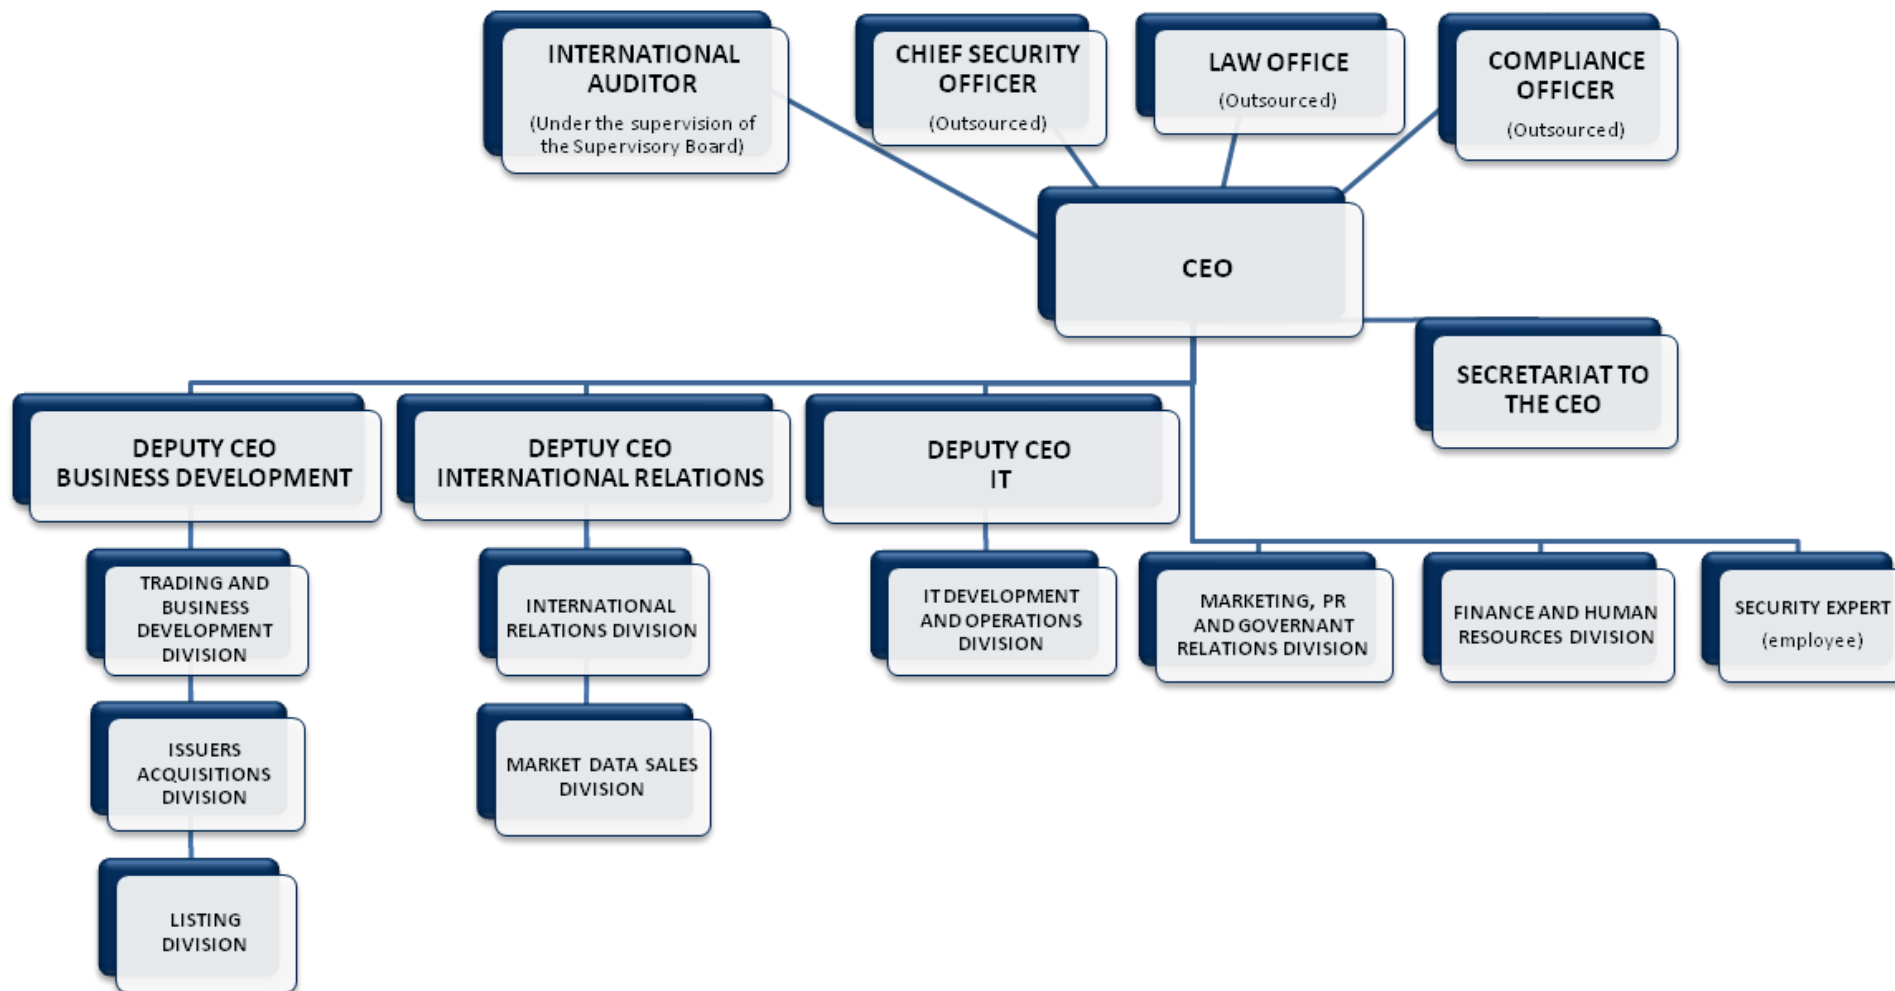 INTERNATIONAL
AUDITOR
(Under the supervision of
the Supervisory Board)
CHIEF SECURITY
OFFICER
(Outsourced)
LAW OFFICE
(Outsourced)
COMPLIANCE
OFFICER
(Outsourced)
CEO
SECRETARIAT TO
THE CEO
DEPUTY CEO
BUSINESS DEVELOPMENT
DEPTUY CEO
INTERNATIONAL RELATIONS
DEPUTY CEO
IT
TRADING AND
BUSINESS
DEVELOPMENT
DIVISION
INTERNATIONAL
RELATIONS DIVISION
IT DEVELOPMENT
AND OPERATIONS
DIVISION
MARKETING, PR
AND GOVERNANT
RELATIONS DIVISION
FINANCE AND HUMAN
RESOURCES DIVISION
SECURITY EXPERT
(employee)
ISSUERS
ACQUISITIONS
DIVISION
MARKET DATA SALES
DIVISION
LISTING
DIVISION